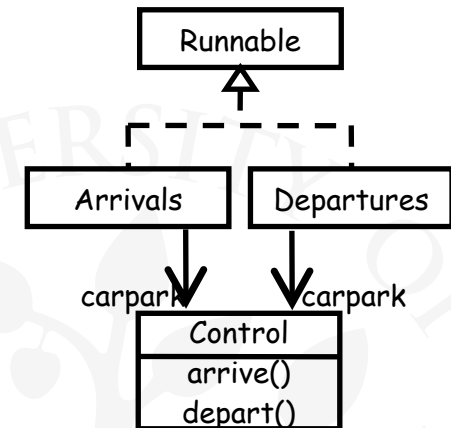 Runnable
Arrivals
Departures
carpark
carpark
Control
arrive()
depart()